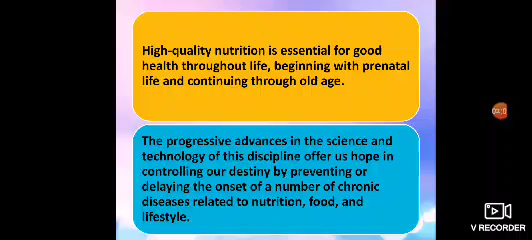 High-quality nutrition is essential for good
health throughout life, beginning with prenatal
life and continuing through old age.
The progressive advances in the science and
technology of this discipline offer us hope in
controlling our destiny by preventing or
delaying the onset of a number of chronic
diseases related to nutrition, food, and
lifestyle.
V RECORDER